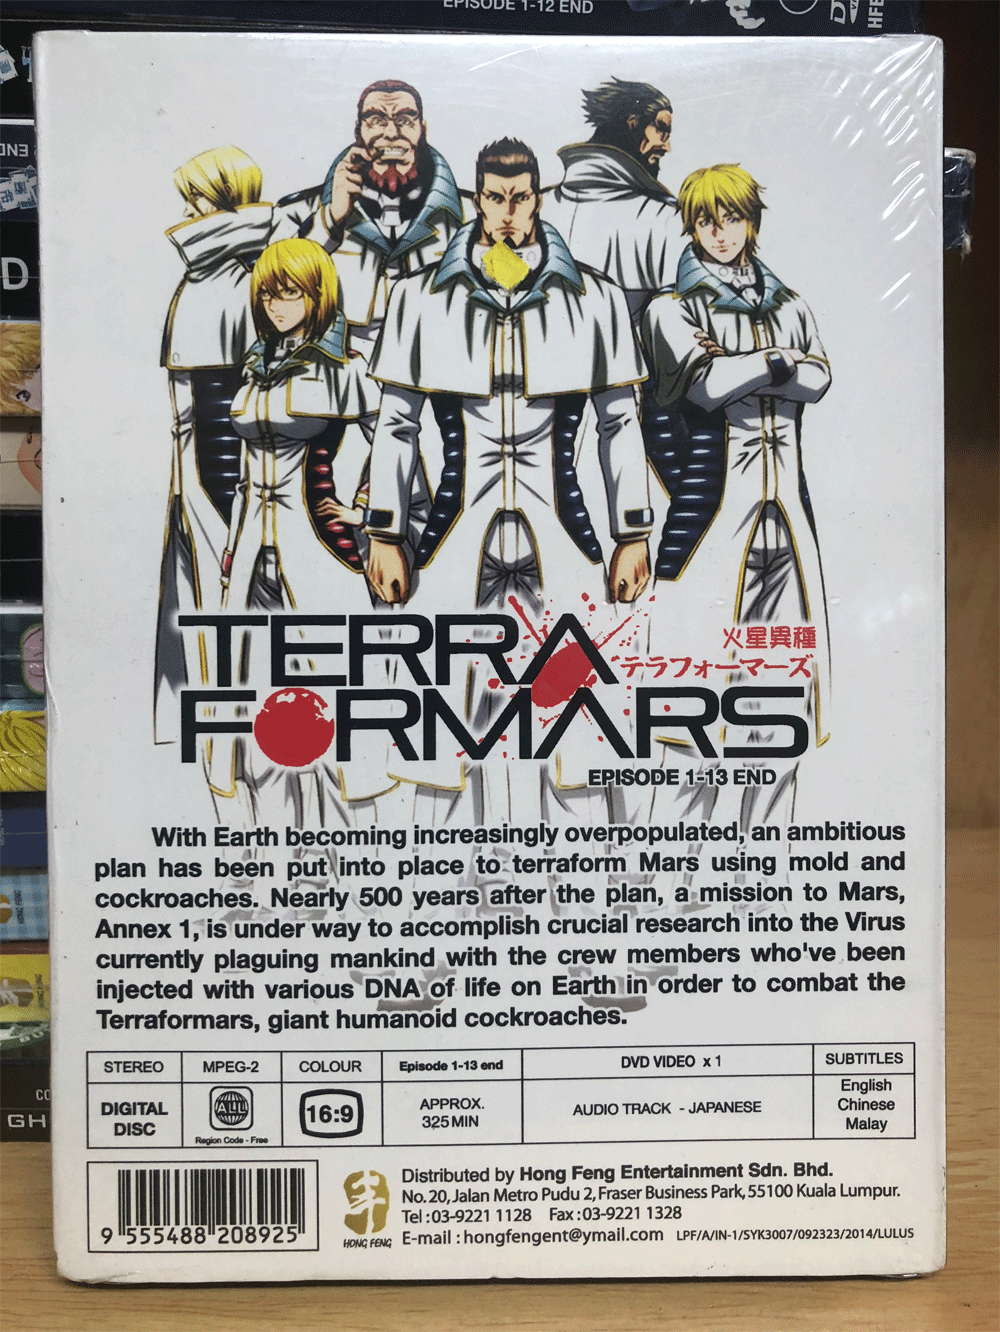 EPISODE 1-12 END
HFE
END
D
TERRA
火星異種
テラフォーマーズ
FORMARS
EPISODE 1-13 END
With Earth becoming increasingly overpopulated, an ambitious
plan has been put into place to terraform Mars using mold and
cockroaches. Nearly 500 years after the plan, a mission to Mars,
Annex 1, is under way to accomplish crucial research into the Virus
currently plaguing mankind with the crew members who've been
injected with various DNA of life on Earth in order to combat the
Terraformars, giant humanoid cockroaches.
STEREO MPEG-2 COLOUR Episode 1-13 end DVD VIDEO x 1 SUBTITLES
DIGITAL
DISC
ALL
Region Code - Free
16:9
APPROX.
325 MIN
AUDIO TRACK - JAPANESE
English
Chinese
Malay
GH
9 555488 208925
HONG FENG
Distributed by Hong Feng Entertainment Sdn. Bhd.
No. 20, Jalan Metro Pudu 2, Fraser Business Park, 55100 Kuala Lumpur.
Tel : 03-9221 1128 Fax : 03-9221 1328
E-mail : hongfengent@ymail.com LPF/A/IN-1/SYK3007/092323/2014/LULUS